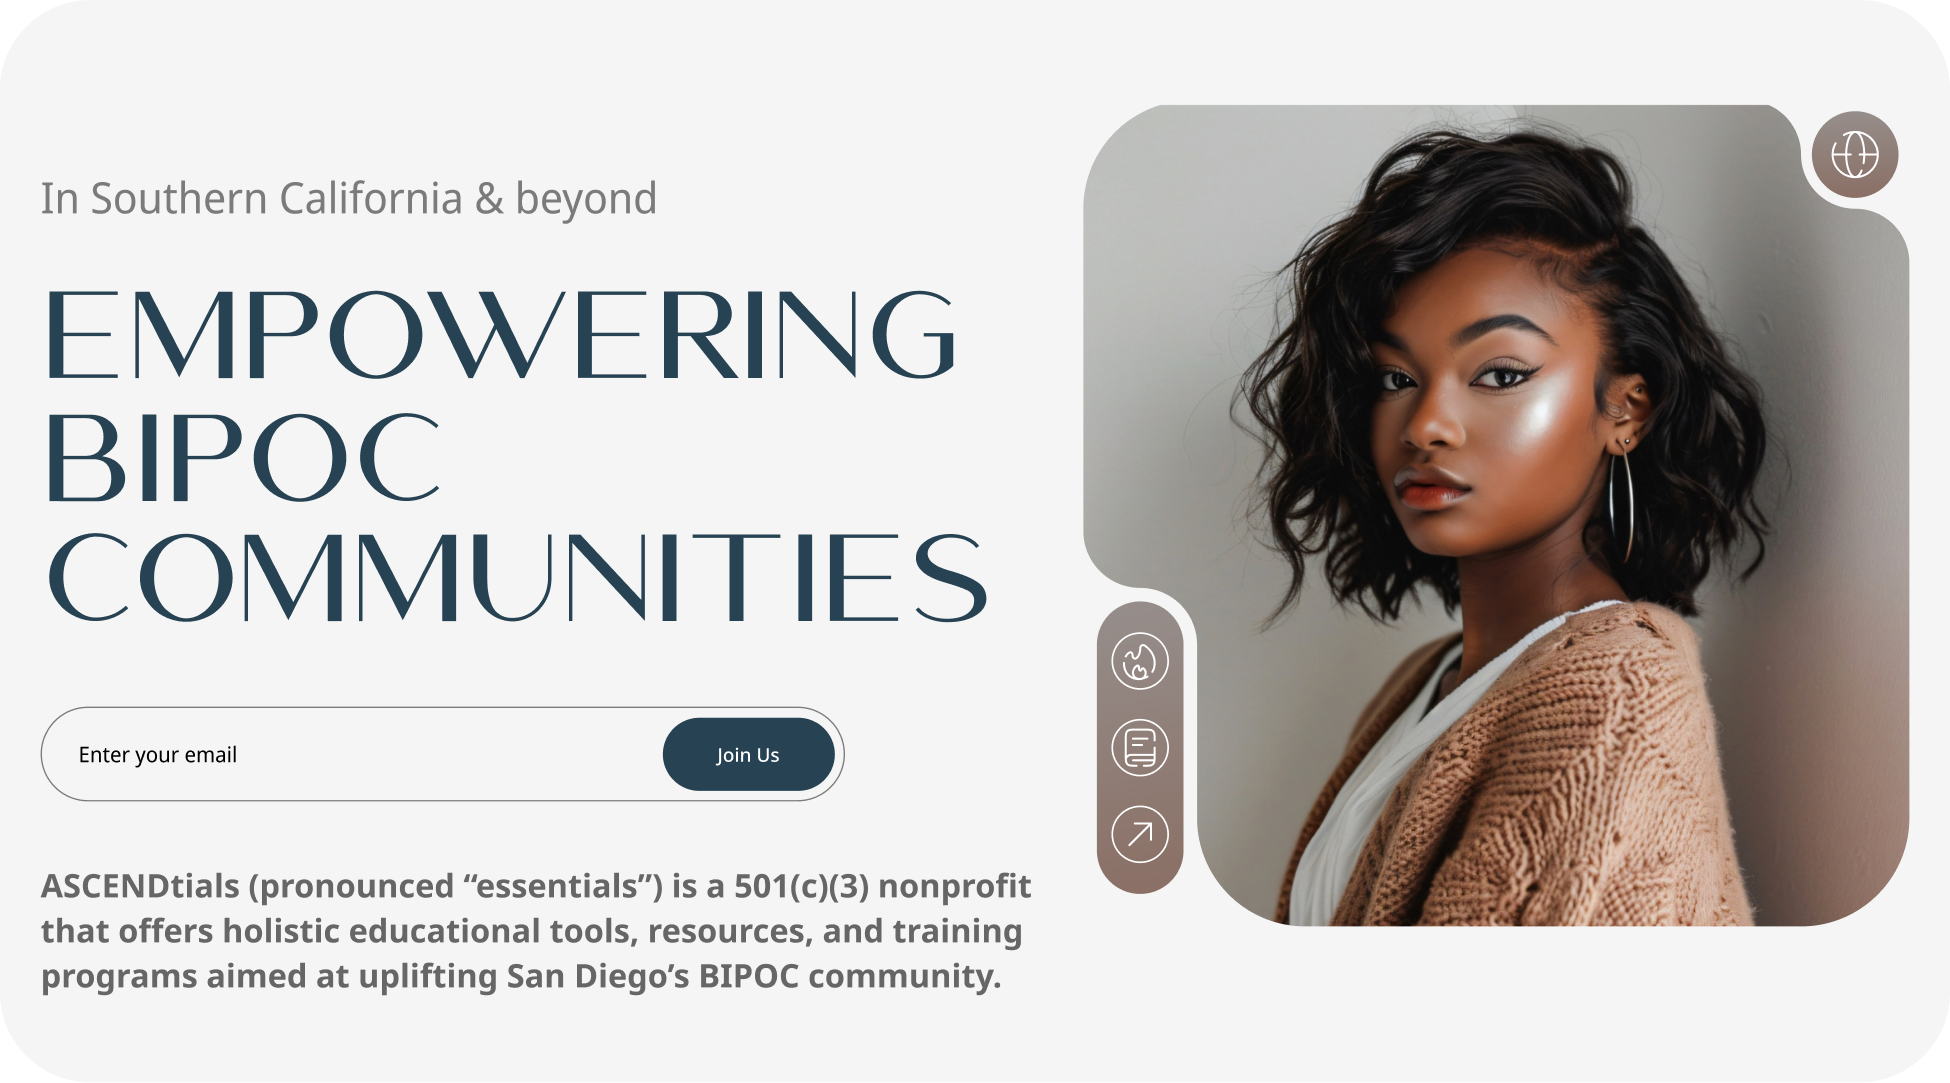 In Southern California & beyond
EMPOWERING
BIPOC
COMMUNITIES
Enter your email
Join Us
ASCENDtials (pronounced “essentials”) is a 501(c)(3) nonprofit
that offers holistic educational tools, resources, and training
programs aimed at uplifting San Diego’s BIPOC community.